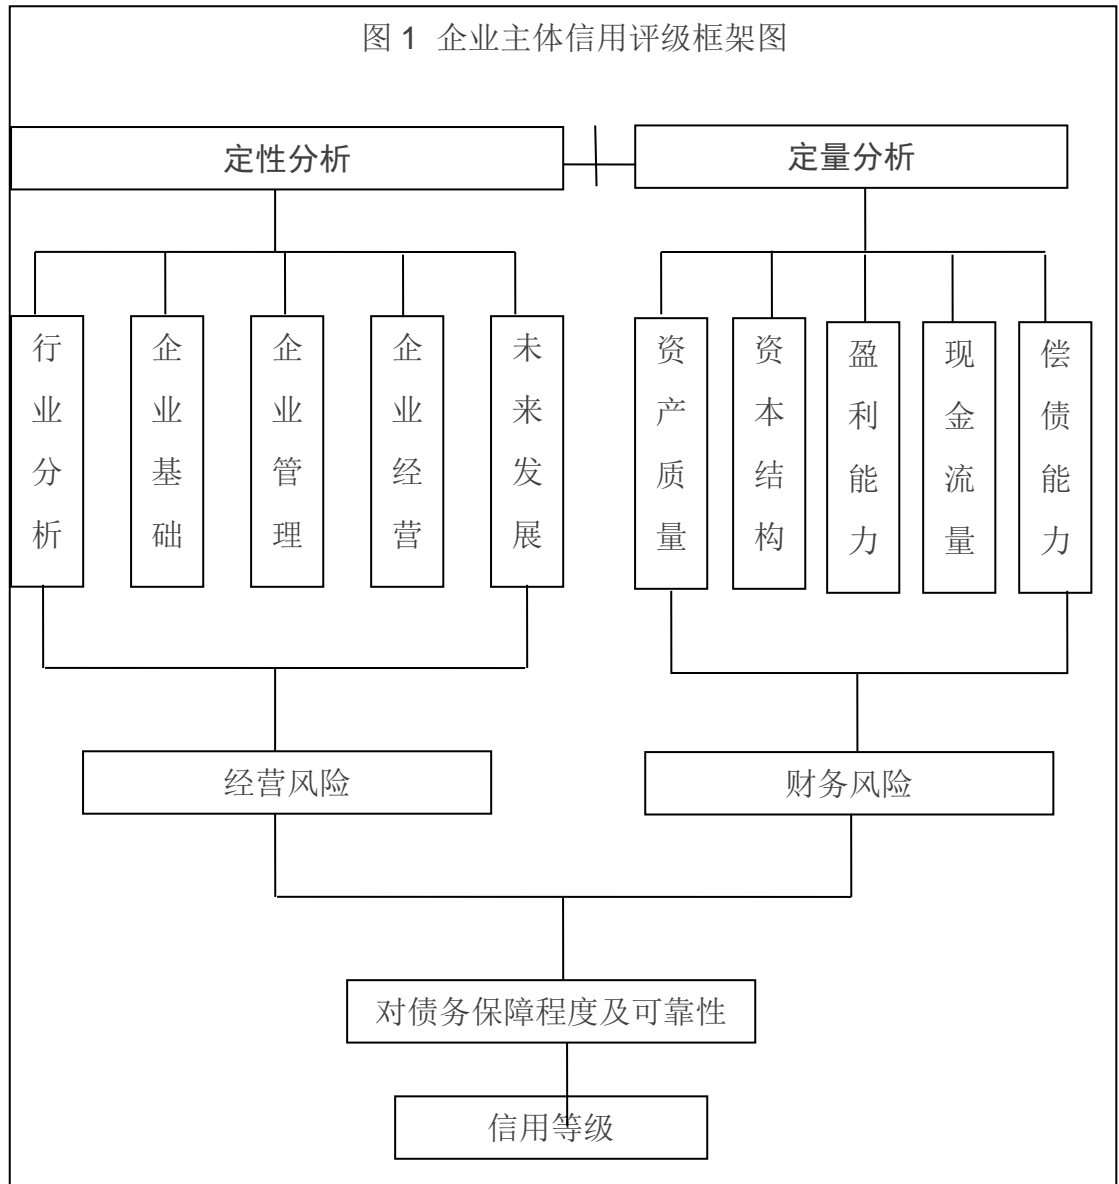 图 1 企业主体信用评级框架图
定性分析
定量分析
行业分析
企业基础
企业管理
企业经营
未来发展
资产质量
资本结构
盈利能力
现金流量
偿债能力
经营风险
财务风险
对债务保障程度及可靠性
信用等级